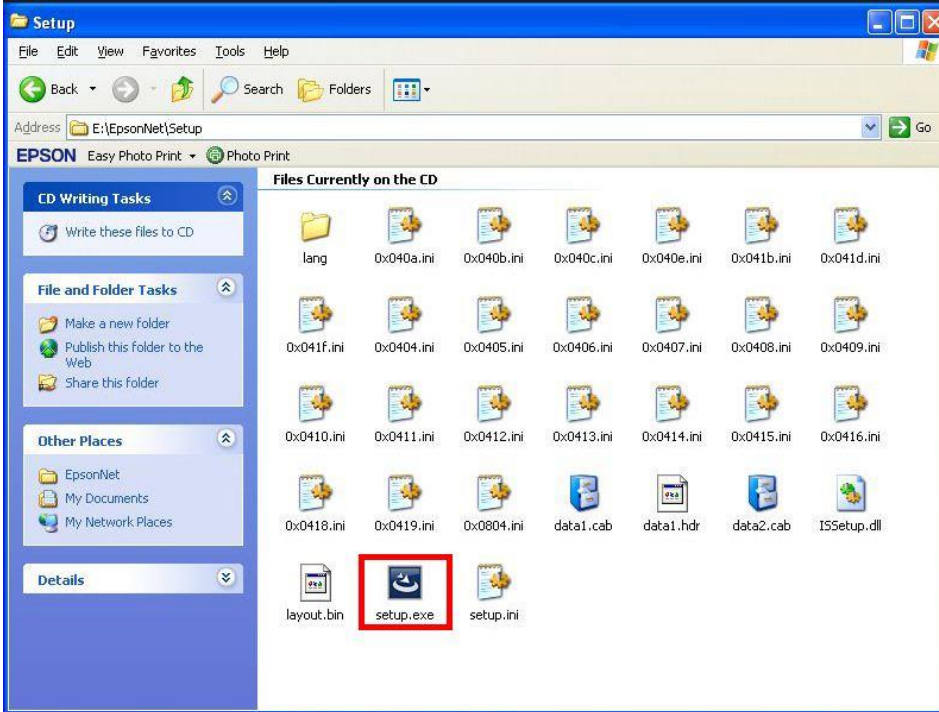 Setup
File Edit View Favorites Tools Help
Back Search Folders
Address E:\EpsonNet\Setup Go
EPSON Easy Photo Print Photo Print
CD Writing Tasks
Write these files to CD
File and Folder Tasks
Make a new folder
Publish this folder to the
Web
Share this folder
Other Places
EpsonNet
My Documents
My Network Places
Details
Files Currently on the CD
lang 0x040a.ini 0x040b.ini 0x040c.ini 0x040e.ini 0x041b.ini 0x041d.ini
0x041f.ini 0x0404.ini 0x0405.ini 0x0406.ini 0x0407.ini 0x0408.ini 0x0409.ini
0x0410.ini 0x0411.ini 0x0412.ini 0x0413.ini 0x0414.ini 0x0415.ini 0x0416.ini
0x0418.ini 0x0419.ini 0x0804.ini data1.cab data1.hdr data2.cab ISSetup.dll
layout.bin setup.exe setup.ini